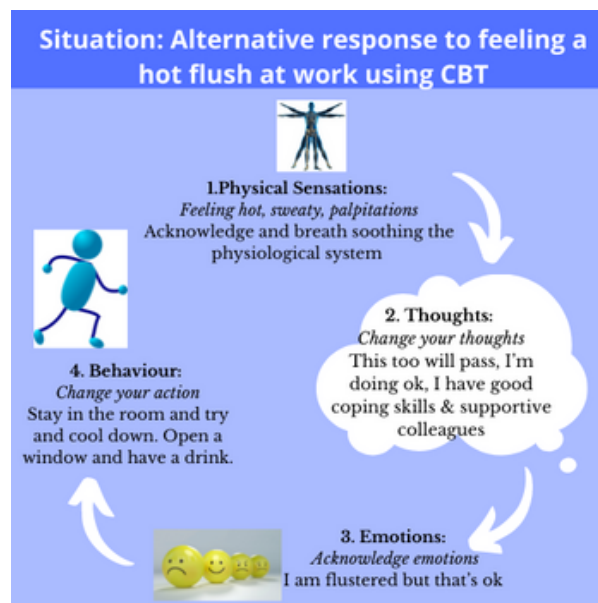 Situation: Alternative response to feeling a
hot flush at work using CBT
1.Physical Sensations:
Feeling hot, sweaty, palpitations
Acknowledge and breath soothing the
physiological system
2. Thoughts:
Change your thoughts
This too will pass, I'm
doing ok, I have good
coping skills & supportive
colleagues
3. Emotions:
Acknowledge emotions
I am flustered but that's ok
4. Behaviour:
Change your action
Stay in the room and try
and cool down. Open a
window and have a drink.